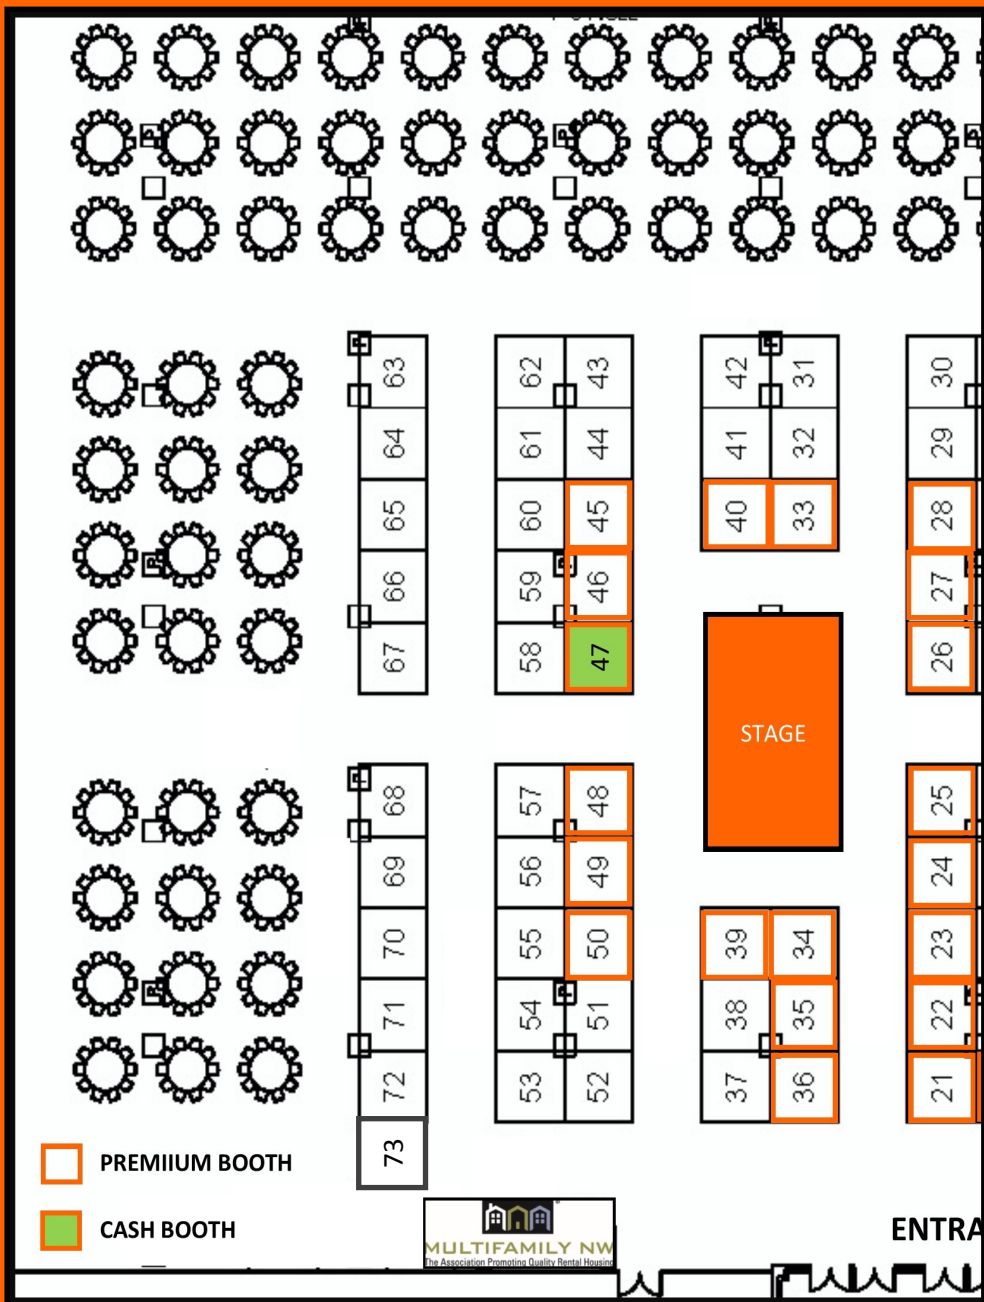 63 62 43 42 31 30
64 61 44 41 32 29
65 60 45 40 33 28
66 59 46 27
67 58 47 26
STAGE
68 57 48 25
69 56 49 24
70 55 50 39 34 23
71 54 51 38 35 22
72 53 52 37 36 21
73
PREMIIUM BOOTH
CASH BOOTH
MULTIFAMILY NW
The Association Promoting Quality Rental Housing
ENTRA